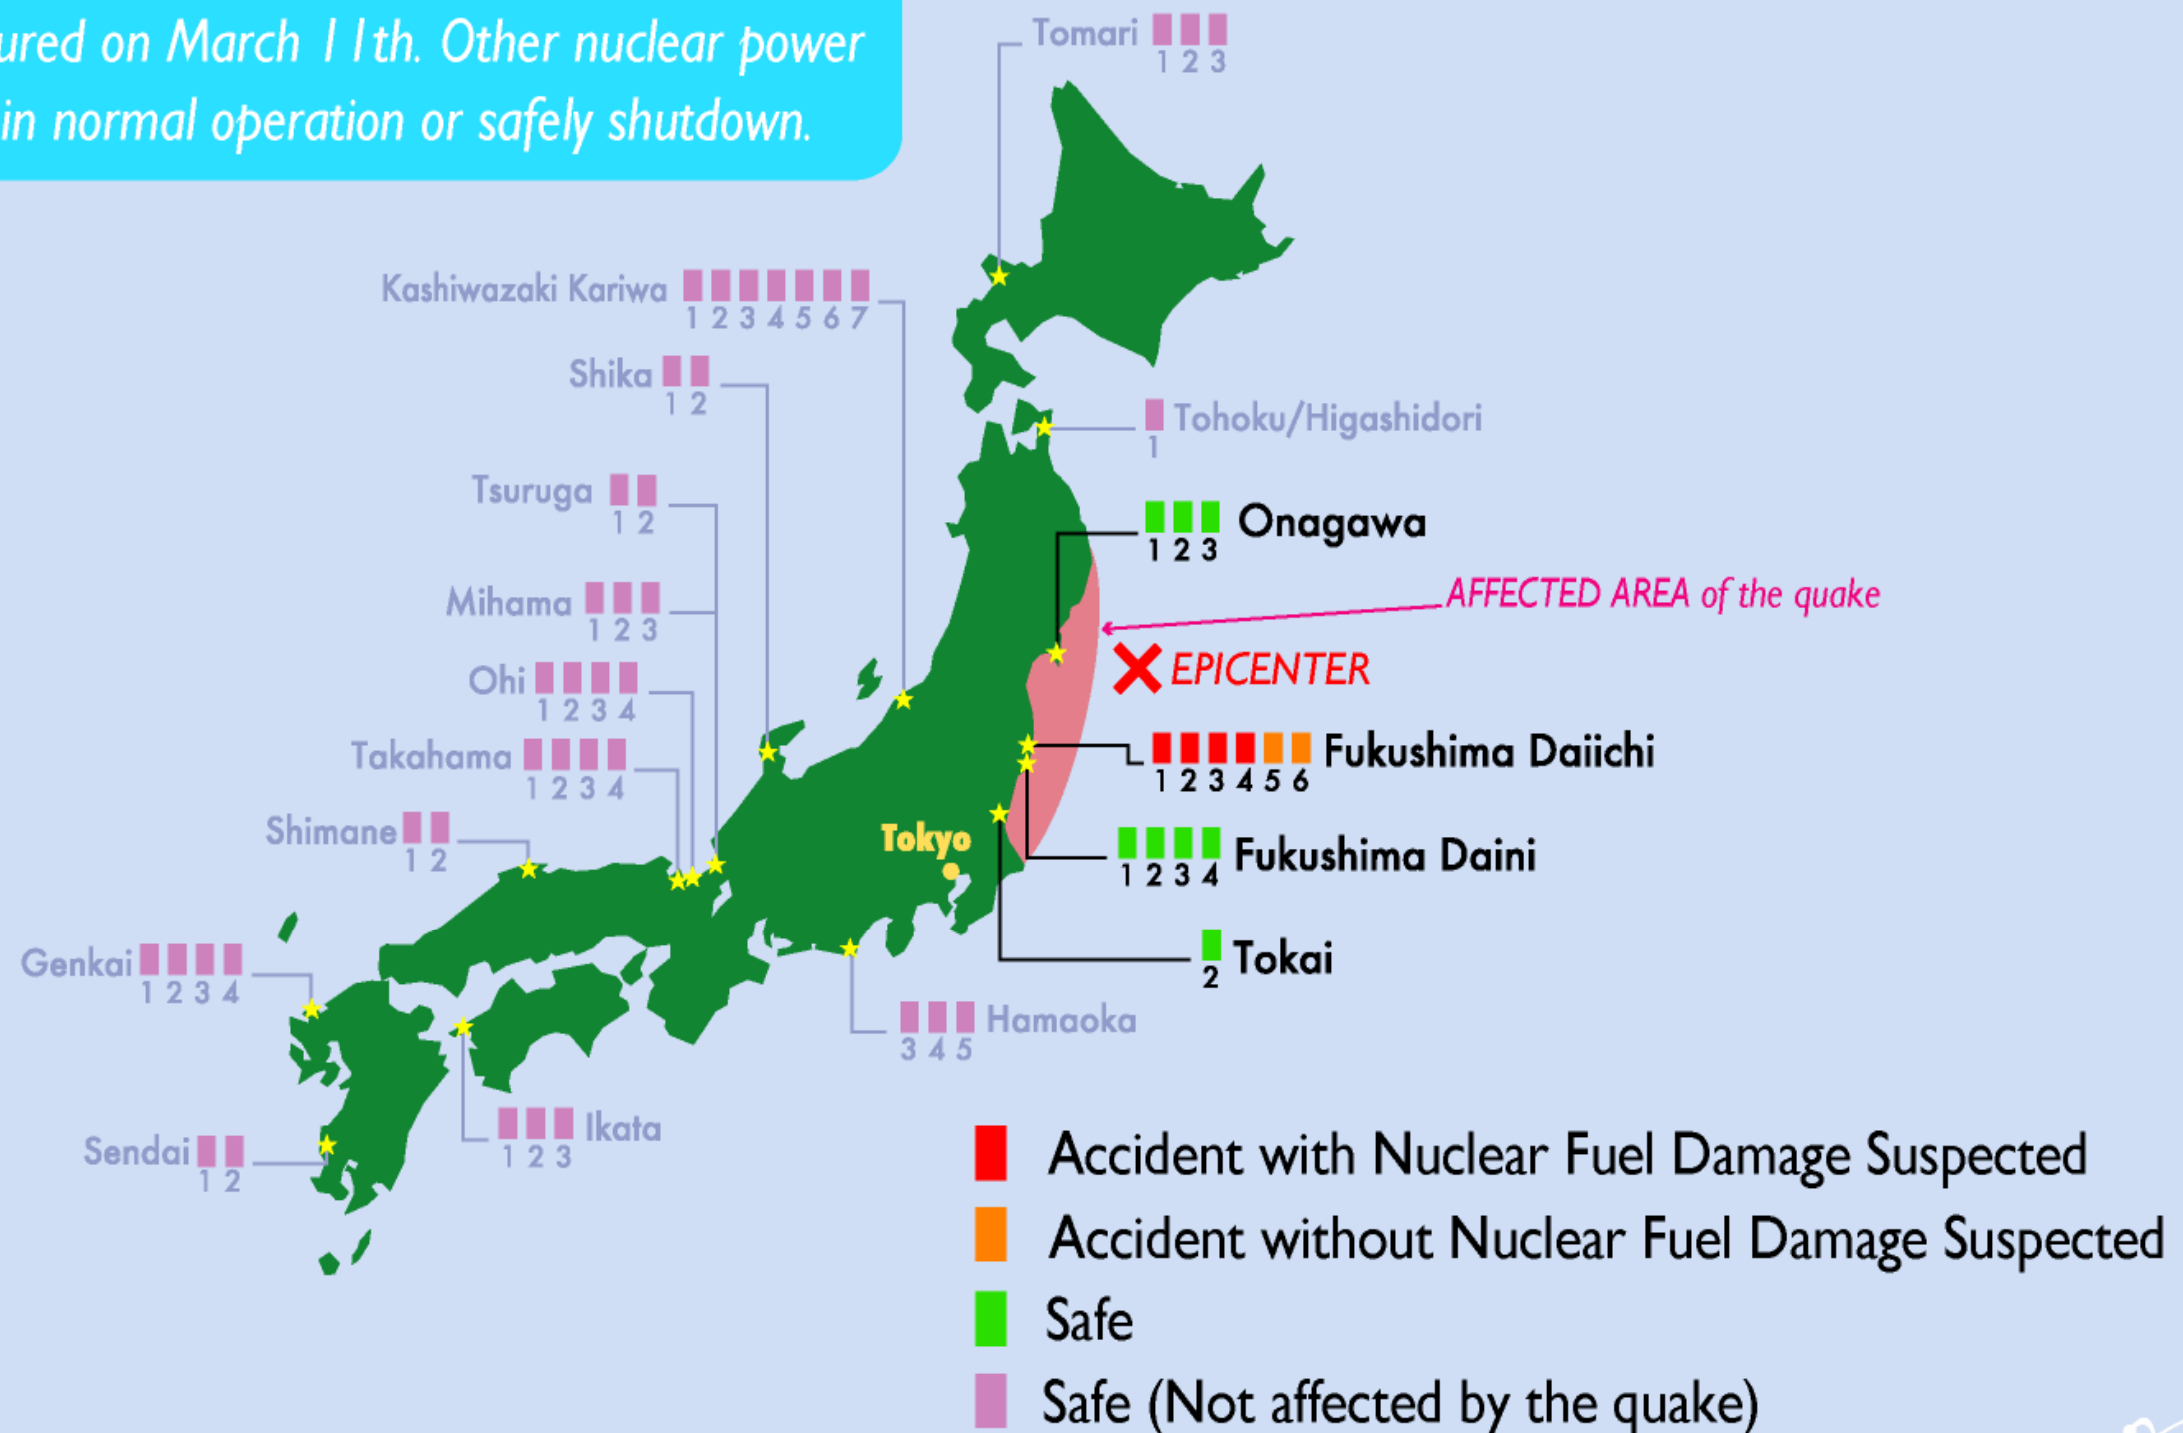 ured on March 11th. Other nuclear power
in normal operation or safely shutdown.
Tomari
1 2 3
Kashiwazaki Kariwa
1 2 3 4 5 6 7
Shika
1 2
Tohoku/Higashidori
1
Tsuruga
1 2
Onagawa
1 2 3
Mihama
1 2 3
AFFECTED AREA of the quake
EPICENTER
Ohi
1 2 3 4
Takahama
1 2 3 4
Fukushima Daiichi
1 2 3 4 5 6
Shimane
1 2
Tokyo
Fukushima Daini
1 2 3 4
Genkai
1 2 3 4
Tokai
2
Hamaoka
3 4 5
Ikata
1 2 3
Sendai
1 2
Accident with Nuclear Fuel Damage Suspected
Accident without Nuclear Fuel Damage Suspected
Safe
Safe (Not affected by the quake)